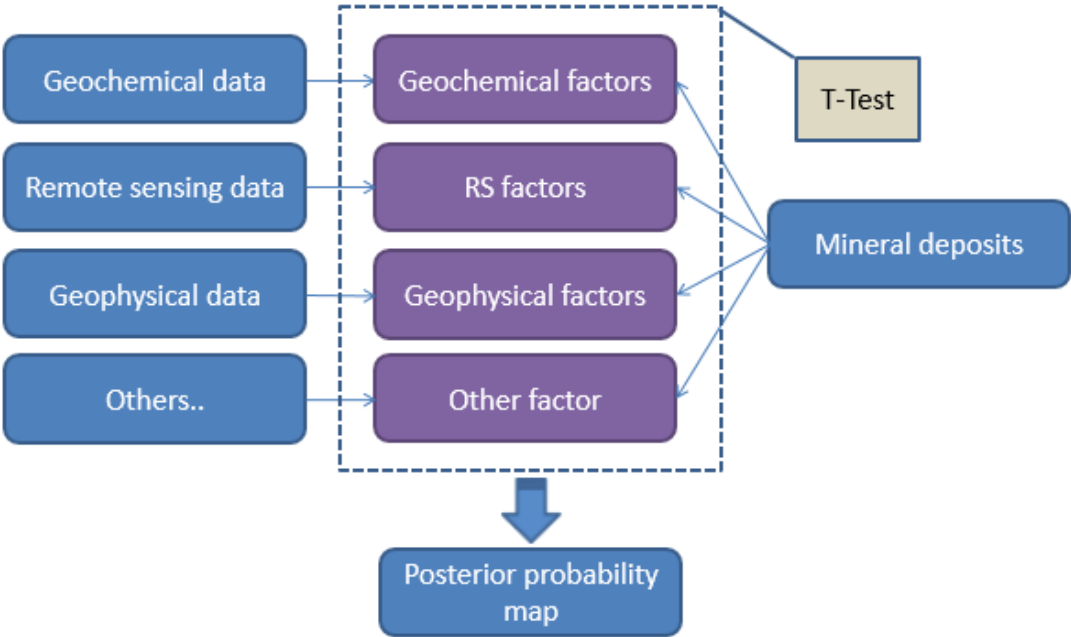 Geochemical data
Geochemical factors
T-Test
Remote sensing data
RS factors
Mineral deposits
Geophysical data
Geophysical factors
Others..
Other factor
Posterior probability
map